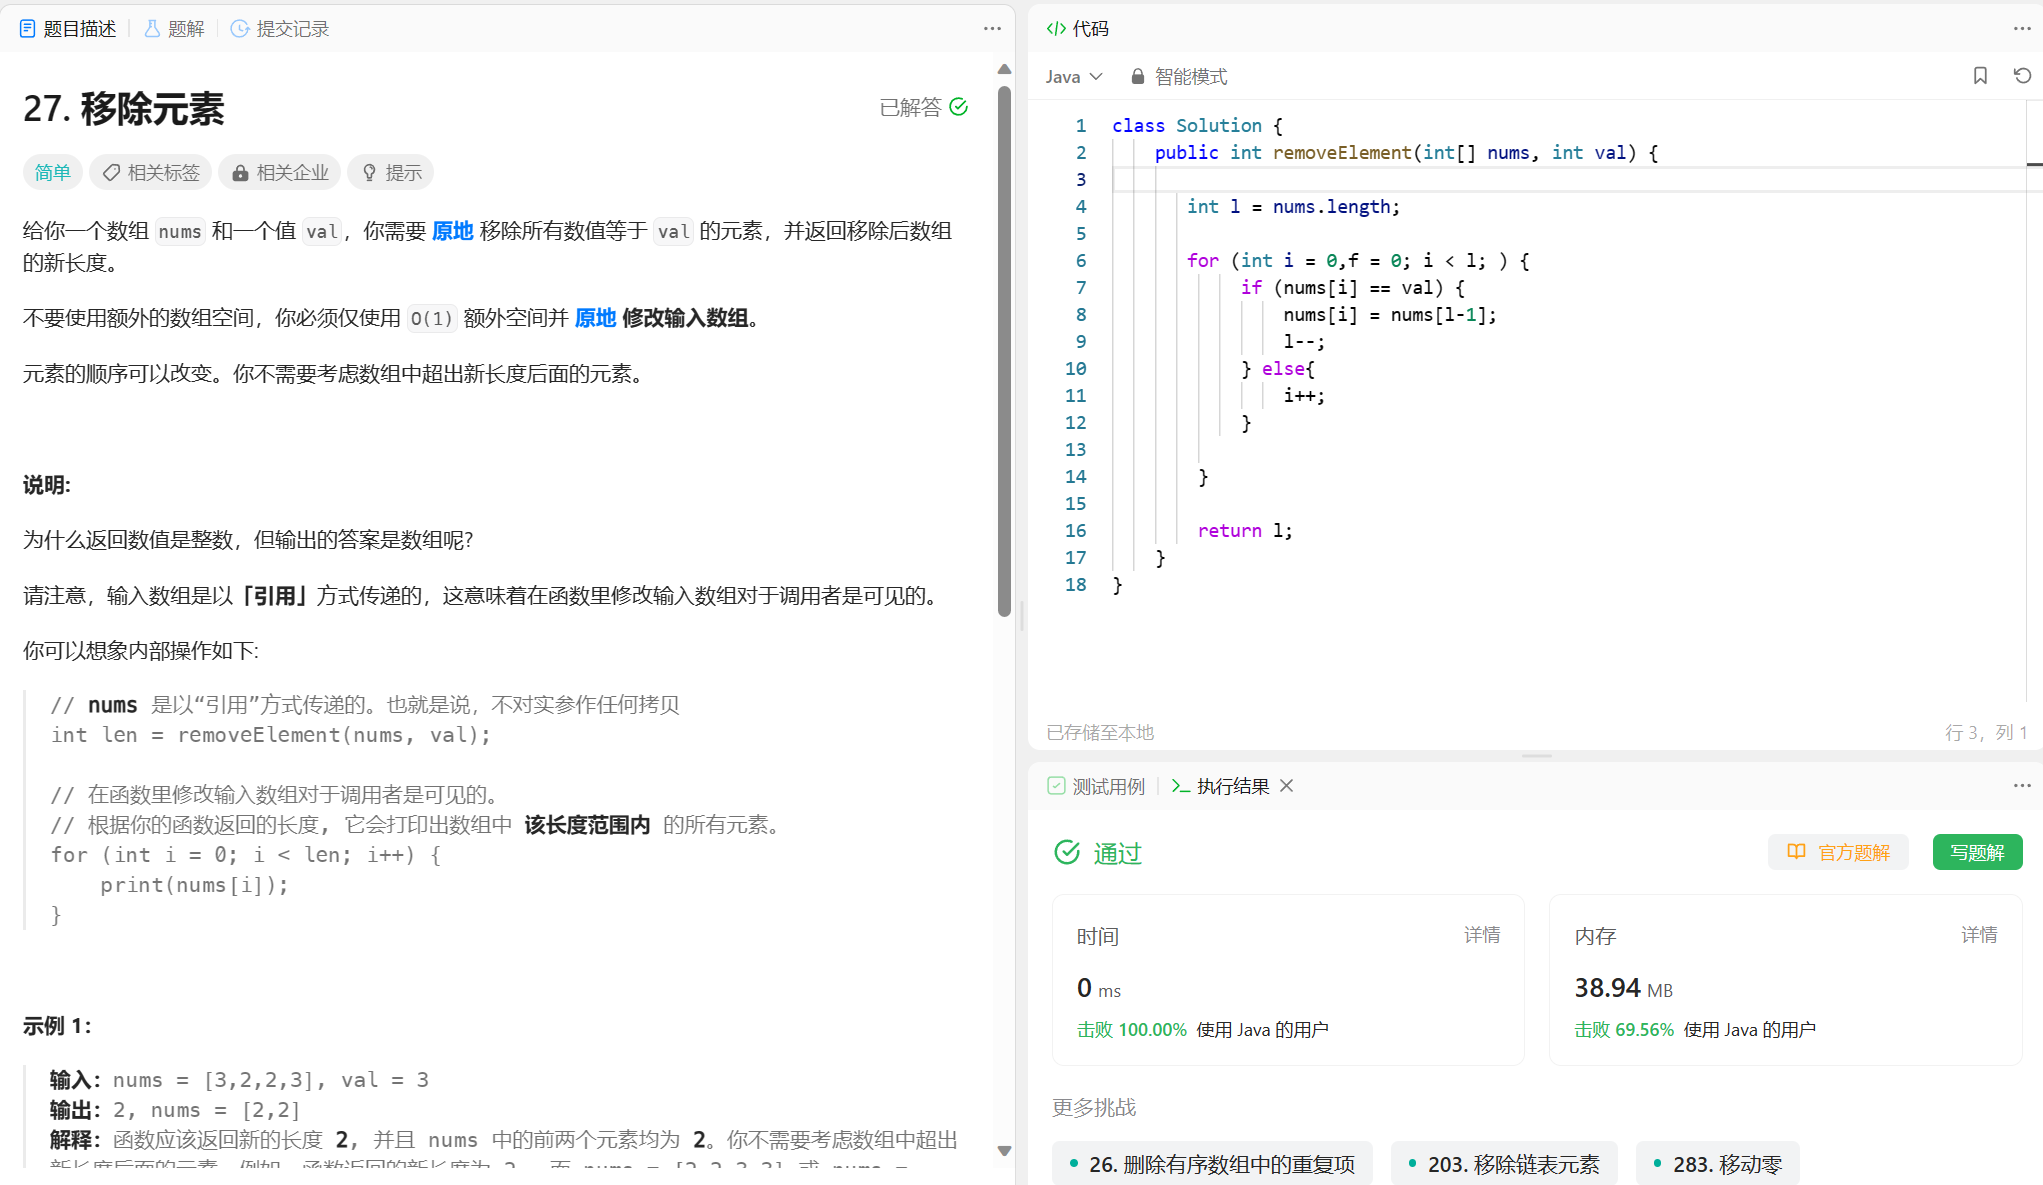 题目描述
题解
提交记录
27. 移除元素
已解答
简单
相关标签
相关企业
提示
给你一个数组 nums 和一个值 val，你需要 原地 移除所有数值等于 val 的元素，并返回移除后数组
的新长度。
不要使用额外的数组空间，你必须仅使用 O(1) 额外空间并 原地 修改输入数组。
元素的顺序可以改变。你不需要考虑数组中超出新长度后面的元素。
说明:
为什么返回数值是整数，但输出的答案是数组呢?
请注意，输入数组是以「引用」方式传递的，这意味着在函数里修改输入数组对于调用者是可见的。
你可以想象内部操作如下:
// nums 是以“引用”方式传递的。也就是说，不对实参作任何拷贝
int len = removeElement(nums, val);
// 在函数里修改输入数组对于调用者是可见的。
// 根据你的函数返回的长度, 它会打印出数组中 该长度范围内 的所有元素。
for (int i = 0; i < len; i++) {
    print(nums[i]);
}
示例 1：
输入：nums = [3,2,2,3], val = 3
输出：2, nums = [2,2]
解释：函数应该返回新的长度 2, 并且 nums 中的前两个元素均为 2。你不需要考虑数组中超出
代码
Java
智能模式
1 class Solution {
2     public int removeElement(int[] nums, int val) {
3
4        int l = nums.length;
5
6        for (int i = 0,f = 0; i < l; ) {
7             if (nums[i] == val) {
8                 nums[i] = nums[l-1];
9                 l--;
10             } else{
11                 i++;
12             }
13
14         }
15
16         return l;
17     }
18 }
已存储至本地
行 3，列 1
测试用例
执行结果
通过
官方题解
写题解
时间
详情
0 ms
击败 100.00% 使用 Java 的用户
内存
详情
38.94 MB
击败 69.56% 使用 Java 的用户
更多挑战
26. 删除有序数组中的重复项
203. 移除链表元素
283. 移动零